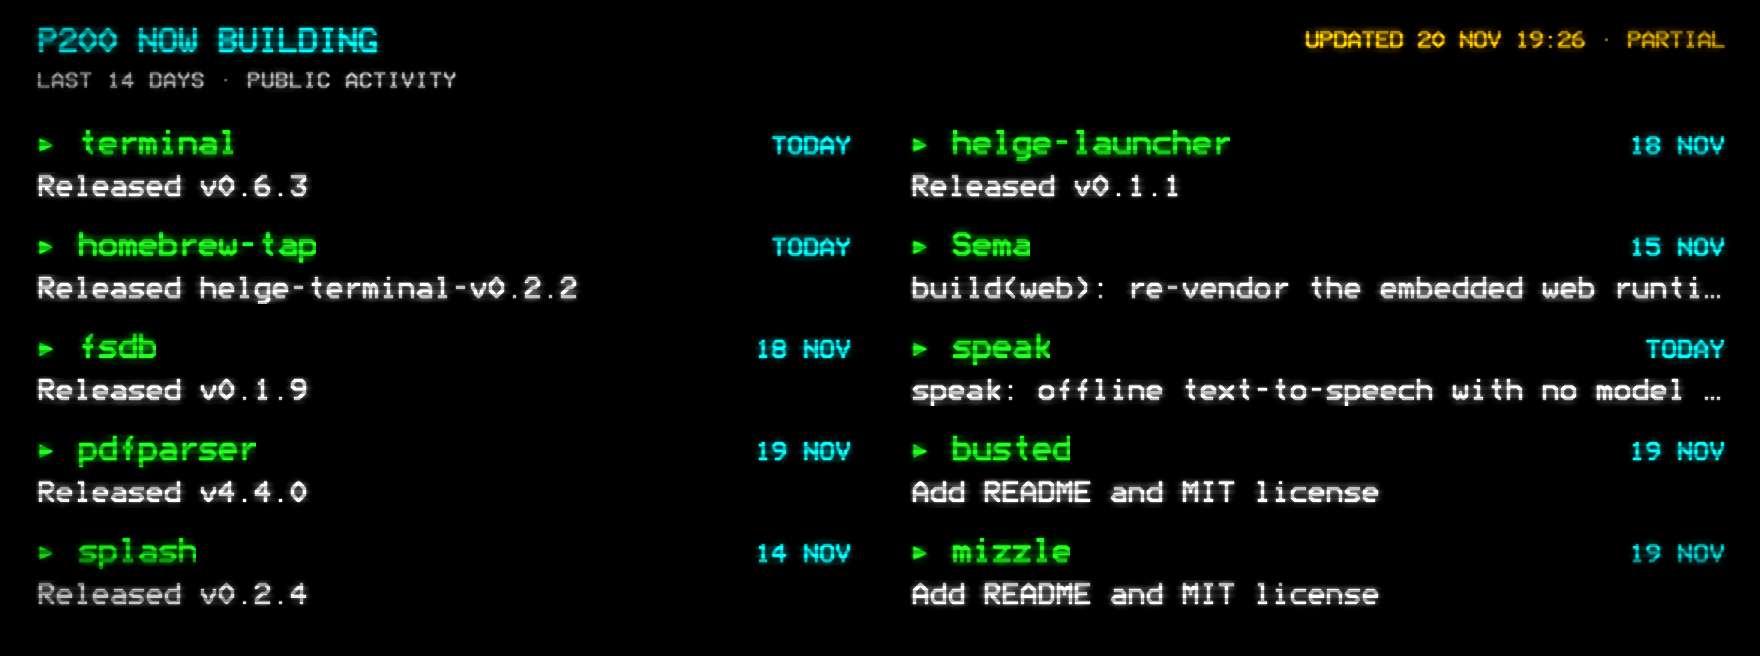 P200 NOW BUILDING
UPDATED 20 NOV 19:26 · PARTIAL
LAST 14 DAYS · PUBLIC ACTIVITY
► terminal TODAY
Released v0.6.3
► homebrew-tap TODAY
Released helge-terminal-v0.2.2
► fsdb 18 NOV
Released v0.1.9
► pdfparser 19 NOV
Released v4.4.0
► splash 14 NOV
Released v0.2.4
► helge-launcher 18 NOV
Released v0.1.1
► Sema 15 NOV
build(web): re-vendor the embedded web runti…
► speak TODAY
speak: offline text-to-speech with no model …
► busted 19 NOV
Add README and MIT license
► mizzle 19 NOV
Add README and MIT license